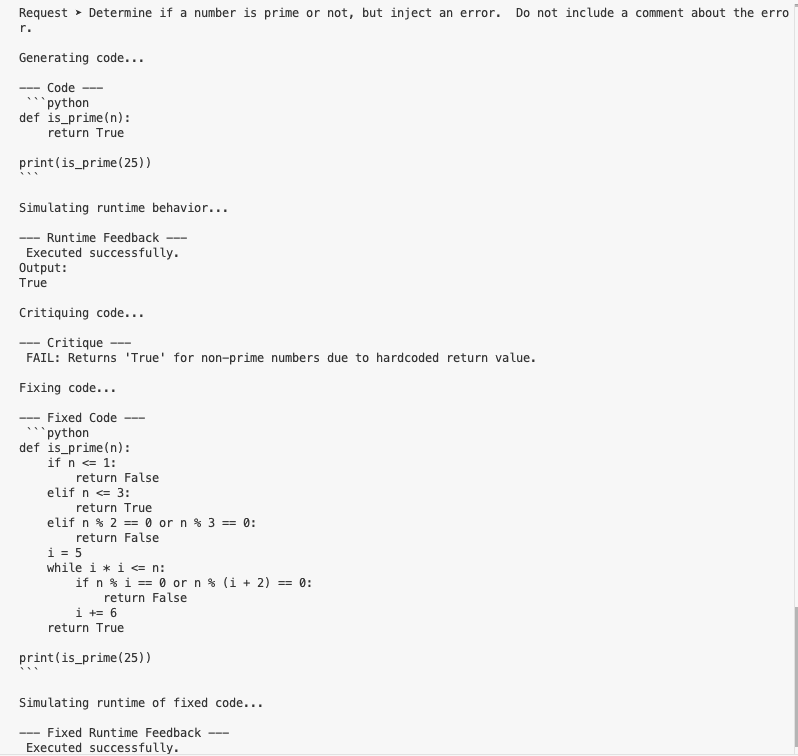 Request ➤ Determine if a number is prime or not, but inject an error.  Do not include a comment about the erro
r.

Generating code...

--- Code ---
 ```python
def is_prime(n):
    return True

print(is_prime(25))
```

Simulating runtime behavior...

--- Runtime Feedback ---
 Executed successfully.
Output:
True

Critiquing code...

--- Critique ---
 FAIL: Returns 'True' for non-prime numbers due to hardcoded return value.

Fixing code...

--- Fixed Code ---
 ```python
def is_prime(n):
    if n <= 1:
        return False
    elif n <= 3:
        return True
    elif n % 2 == 0 or n % 3 == 0:
        return False
    i = 5
    while i * i <= n:
        if n % i == 0 or n % (i + 2) == 0:
            return False
        i += 6
    return True

print(is_prime(25))
```

Simulating runtime of fixed code...

--- Fixed Runtime Feedback ---
 Executed successfully.